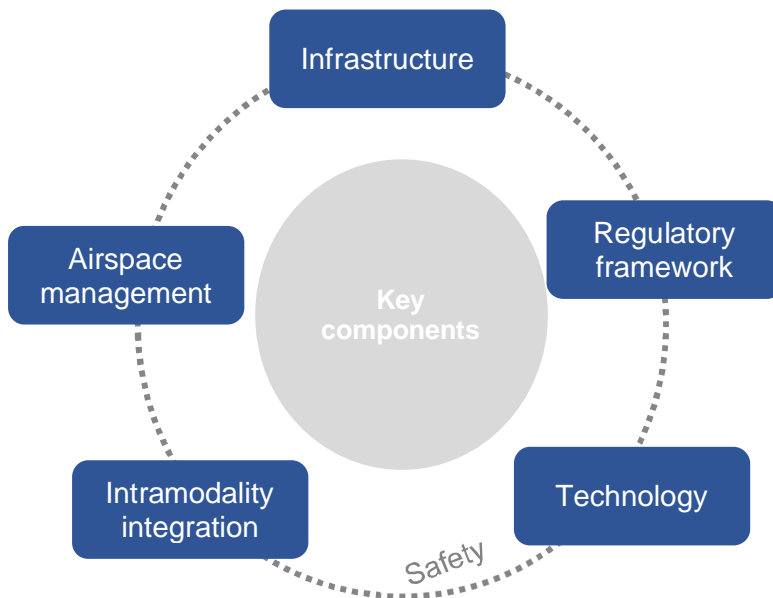 Infrastructure
Regulatory
framework
Airspace
management
Key
components
Intramodality
integration
Technology
Safety